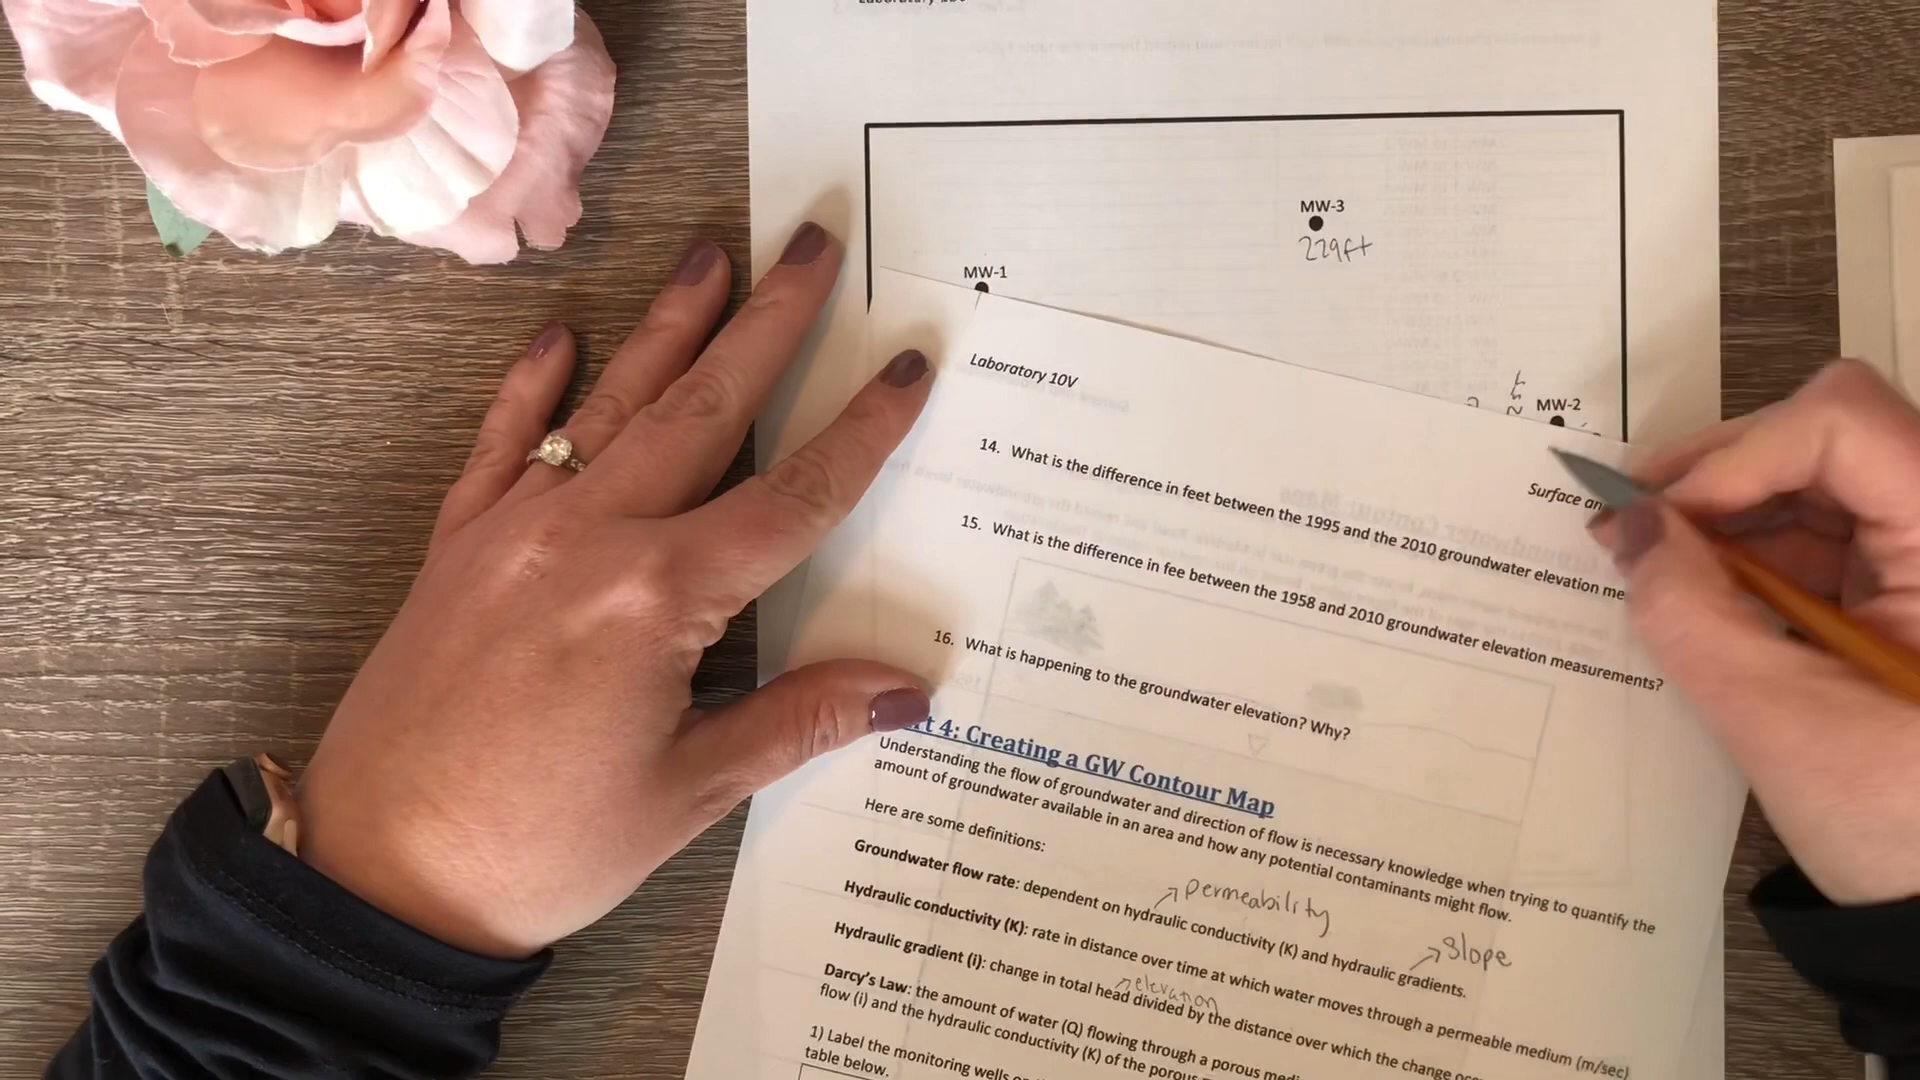 MW-3
229ft
MW-1
MW-2
Laboratory 10V
Surface an
14. What is the difference in feet between the 1995 and the 2010 groundwater elevation me
15. What is the difference in fee between the 1958 and 2010 groundwater elevation measurements?
16. What is happening to the groundwater elevation? Why?
rt 4: Creating a GW Contour Map
Understanding the flow of groundwater and direction of flow is necessary knowledge when trying to quantify the
amount of groundwater available in an area and how any potential contaminants might flow.
Here are some definitions:
permeability
Groundwater flow rate: dependent on hydraulic conductivity (K) and hydraulic gradients.
slope
Hydraulic conductivity (K): rate in distance over time at which water moves through a permeable medium (m/sec)
elevation
Hydraulic gradient (i): change in total head divided by the distance over which the change
Darcy's Law: the amount of water (Q) flowing through a porous
flow (i) and the hydraulic conductivity (K) of the porous
1) Label the monitoring wells
table below.